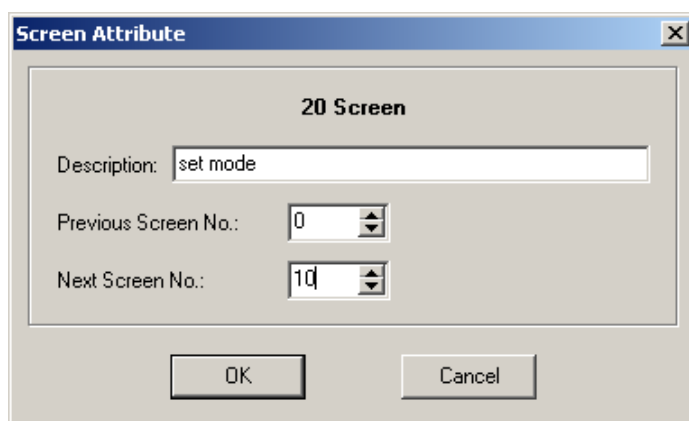 Screen Attribute
20 Screen
Description: set mode
Previous Screen No.: 0
Next Screen No.: 10
OK Cancel